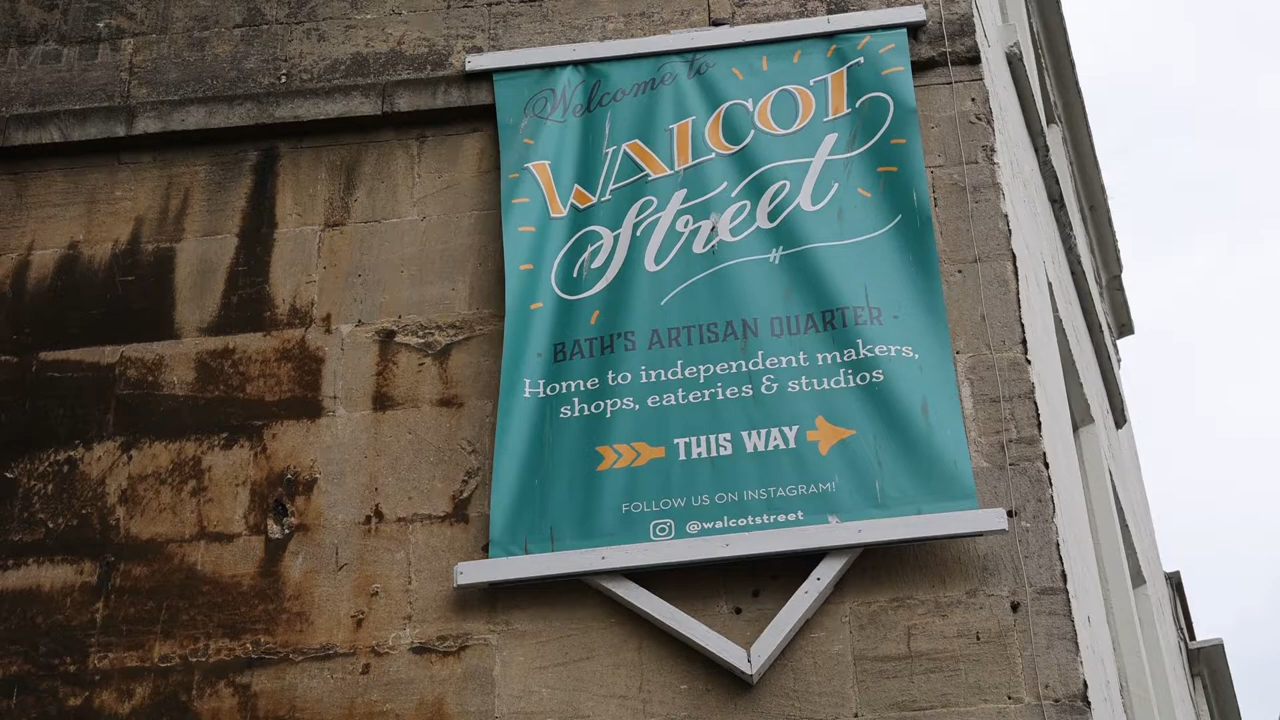 Welcome to
WALCOT
Street
BATH'S ARTISAN QUARTER
Home to independent makers,
shops, eateries & studios
THIS WAY
FOLLOW US ON INSTAGRAM!
@walcotstreet